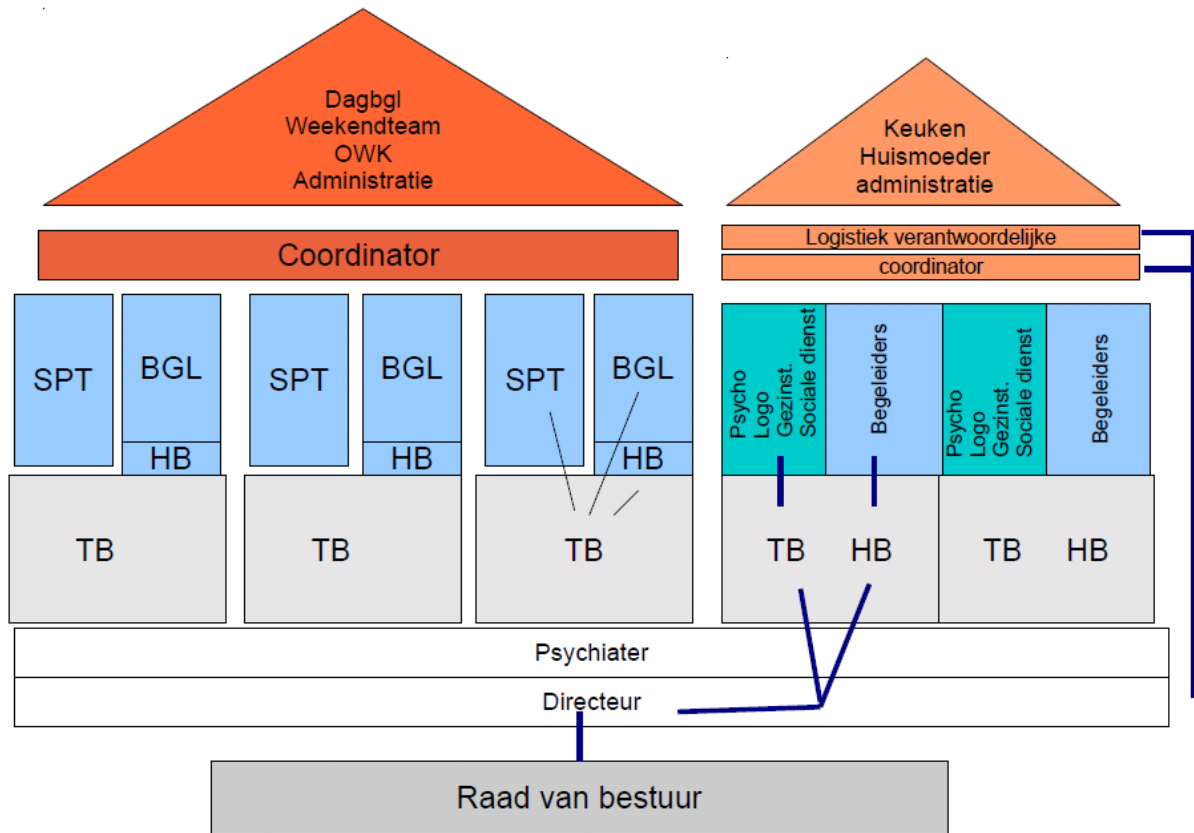 Dagbgl
Weekendteam
OWK
Administratie
Keuken
Huismoeder
administratie
Coordinator
Logistiek verantwoordelijke
coordinator
SPT
BGL
HB
SPT
BGL
HB
SPT
BGL
HB
Psycho
Logo
Gezinst.
Sociale dienst
Begeleiders
Psycho
Logo
Gezinst.
Sociale dienst
Begeleiders
TB
TB
TB
TB HB
TB HB
Psychiater
Directeur
Raad van bestuur